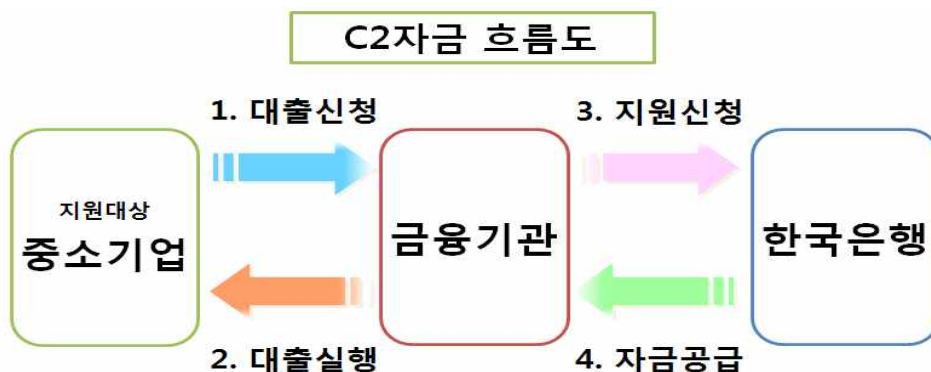 C2자금 흐름도
1. 대출신청
3. 지원신청
지원대상
중소기업
금융기관
한국은행
2. 대출실행
4. 자금공급